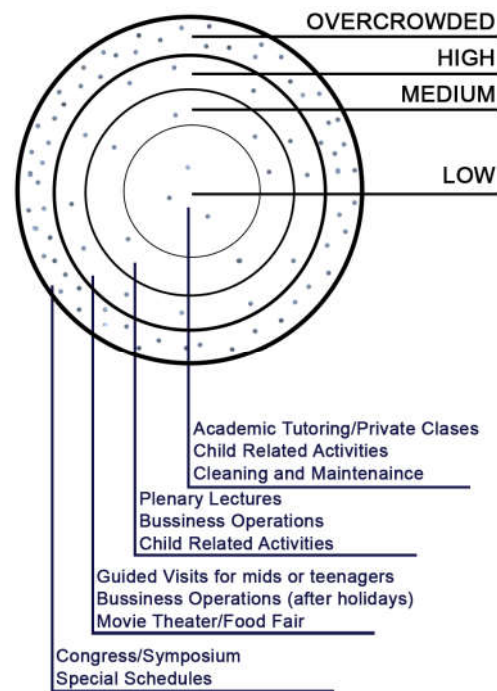 OVERCROWDED
HIGH
MEDIUM
LOW
Academic Tutoring/Private Clases
Child Related Activities
Cleaning and Maintenaince
Plenary Lectures
Bussiness Operations
Child Related Activities
Guided Visits for mids or teenagers
Bussiness Operations (after holidays)
Movie Theater/Food Fair
Congress/Symposium
Special Schedules